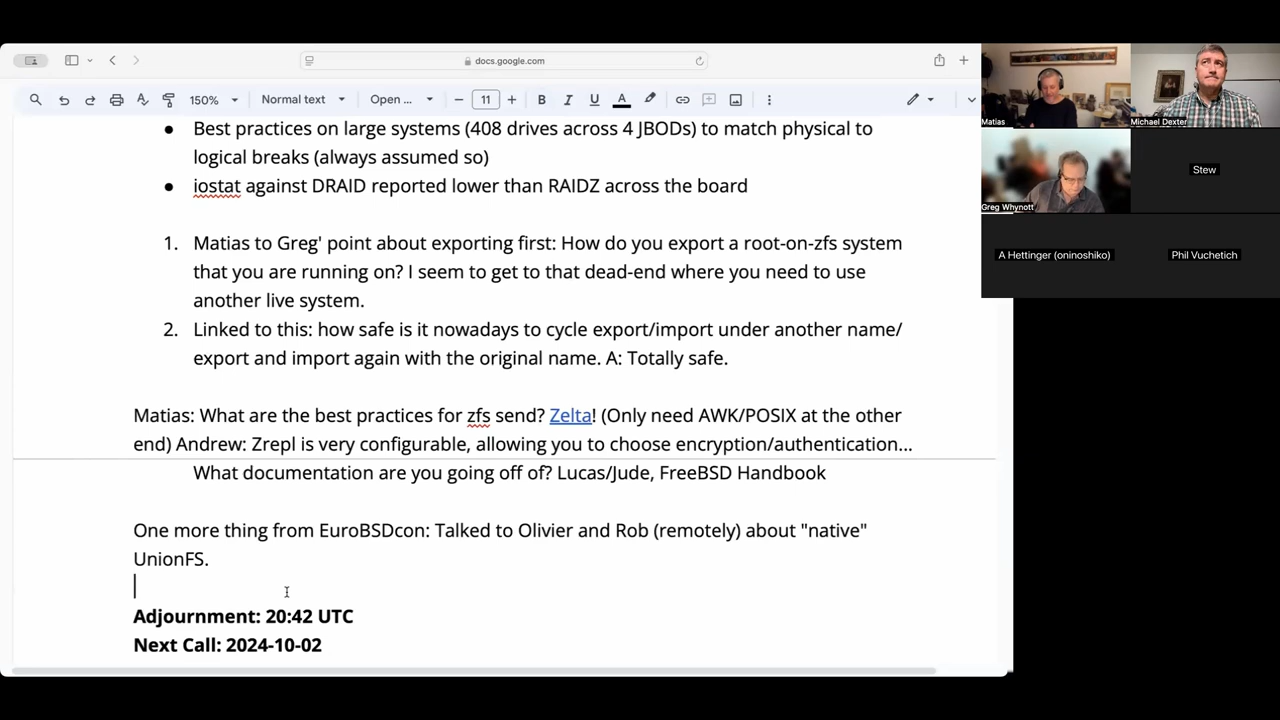 docs.google.com
150%
Normal text
Open ...
11
B
I
U
A
● Best practices on large systems (408 drives across 4 JBODs) to match physical to
logical breaks (always assumed so)
● iostat against DRAID reported lower than RAIDZ across the board
1. Matias to Greg' point about exporting first: How do you export a root-on-zfs system
that you are running on? I seem to get to that dead-end where you need to use
another live system.
2. Linked to this: how safe is it nowadays to cycle export/import under another name/
export and import again with the original name. A: Totally safe.
Matias: What are the best practices for zfs send? Zelta! (Only need AWK/POSIX at the other
end) Andrew: Zrepl is very configurable, allowing you to choose encryption/authentication...
What documentation are you going off of? Lucas/Jude, FreeBSD Handbook
One more thing from EuroBSDcon: Talked to Olivier and Rob (remotely) about "native"
UnionFS.
Adjournment: 20:42 UTC
Next Call: 2024-10-02
Matias
Michael Dexter
Greg Whynott
Stew
A Hettinger (oninoshiko)
Phil Vuchetich